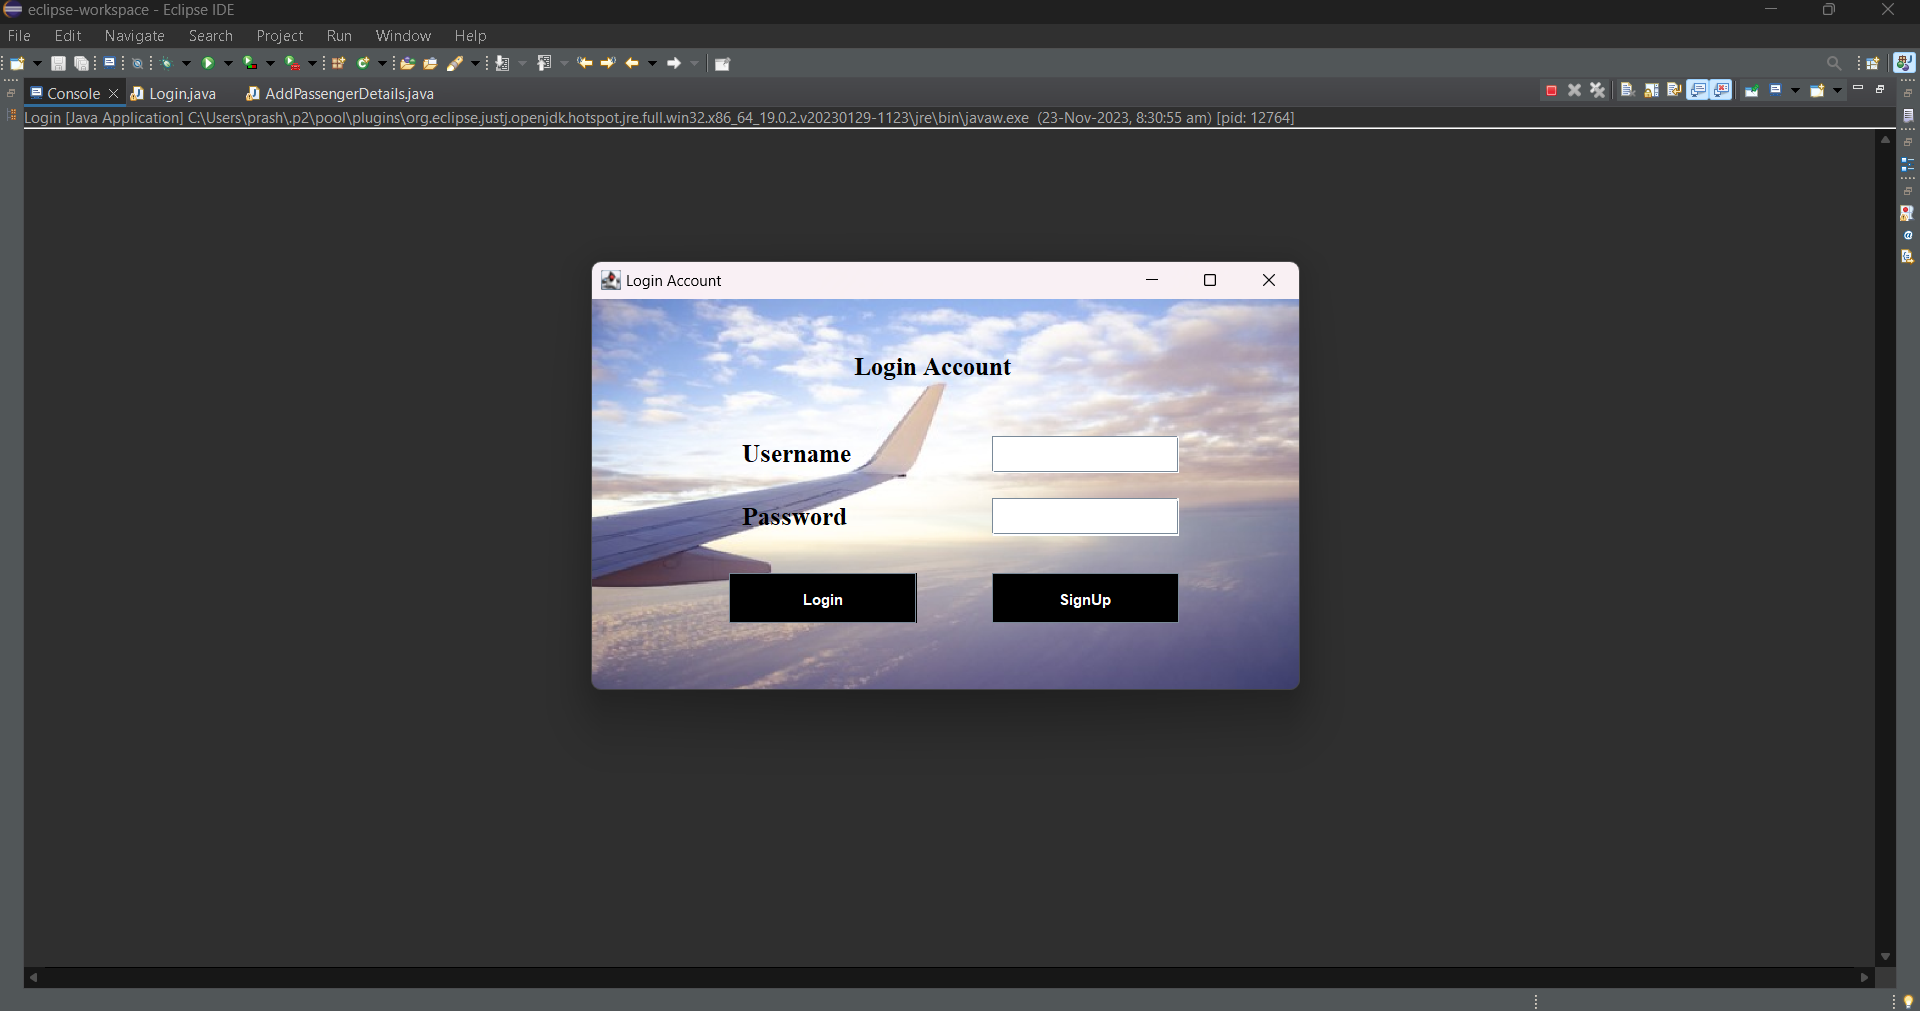 eclipse-workspace - Eclipse IDE
File Edit Navigate Search Project Run Window Help
Console Login.java AddPassengerDetails.java
Login [Java Application] C:\Users\prash\.p2\pool\plugins\org.eclipse.justj.openjdk.hotspot.jre.full.win32.x86_64_19.0.2.v20230129-1123\jre\bin\javaw.exe (23-Nov-2023, 8:30:55 am) [pid: 12764]
Login Account
Login Account
Username
Password
Login SignUp